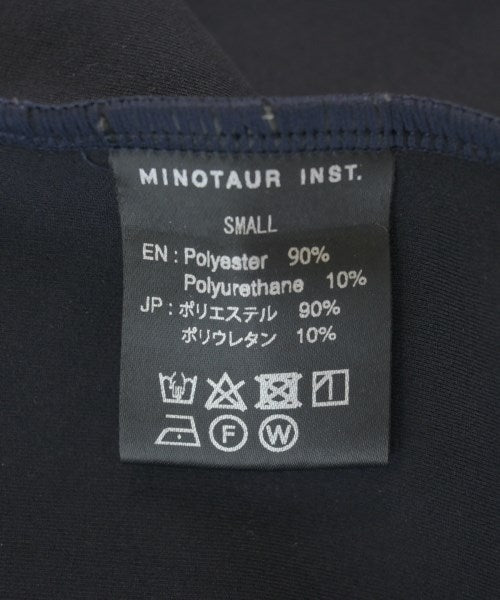 MINOTAUR INST.
SMALL
EN : Polyester 90%
Polyurethane 10%
JP : ポリエステル 90%
ポリウレタン 10%
F W